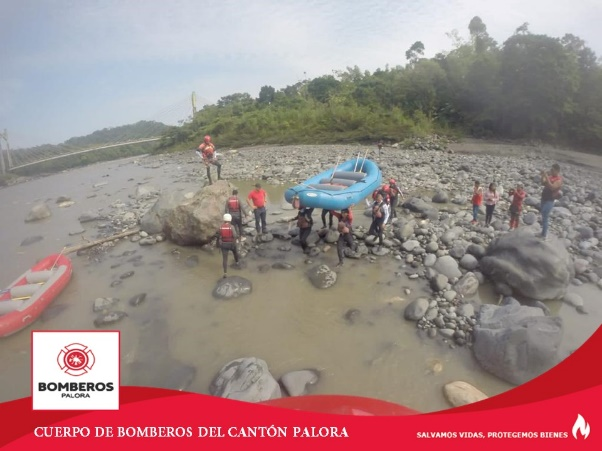 BOMBEROS
PALORA
CUERPO DE BOMBEROS DEL CANTÓN PALORA
SALVAMOS VIDAS, PROTEGEMOS BIENES